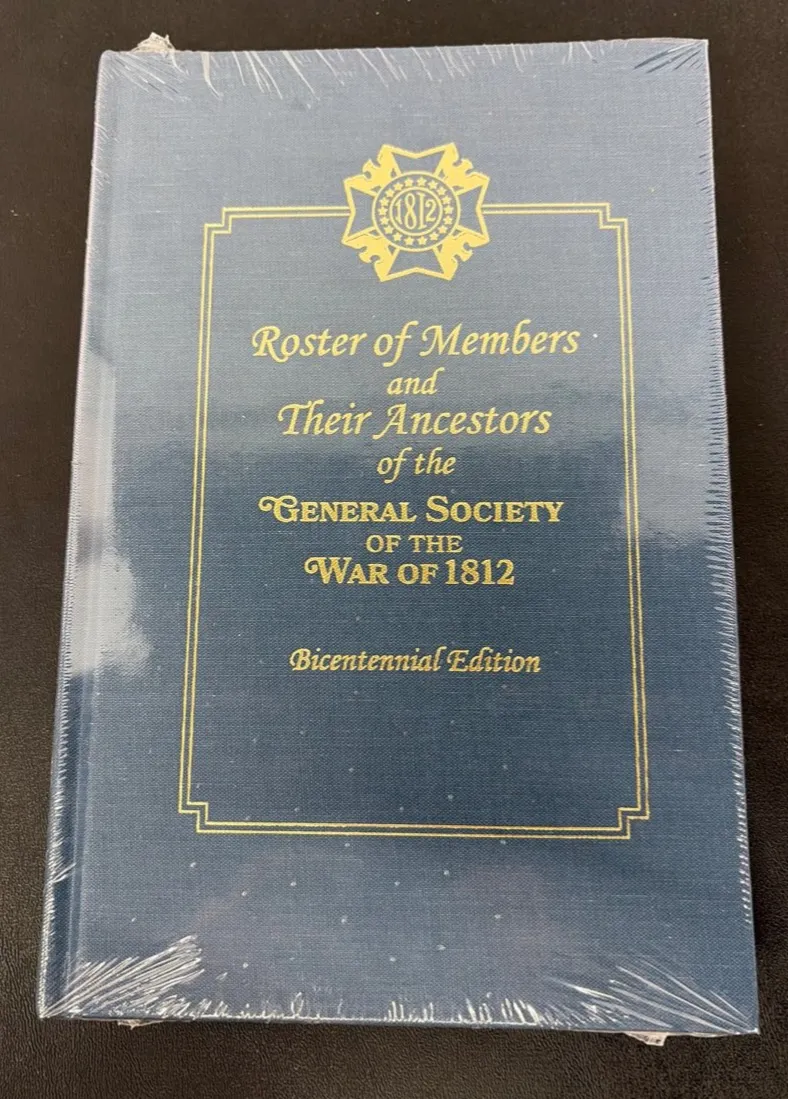 1812
Roster of Members
and
Their Ancestors
of the
GENERAL SOCIETY
OF THE
WAR OF 1812
Bicentennial Edition